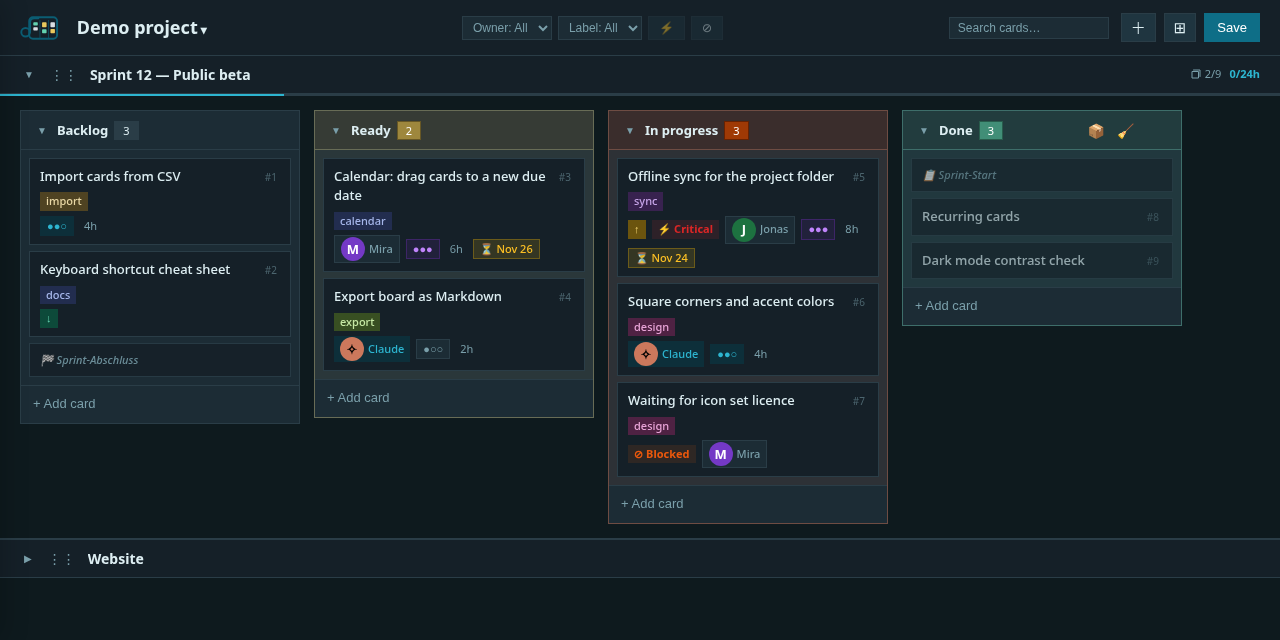 Demo project ▾
Owner: All
Label: All
Search cards…
Save
Sprint 12 — Public beta
2/9 0/24h
Backlog 3
Import cards from CSV #1
import
●●○ 4h
Keyboard shortcut cheat sheet #2
docs
↓
🏁 Sprint-Abschluss
+ Add card
Ready 2
Calendar: drag cards to a new due #3
date
calendar
M Mira ●●● 6h ⏳ Nov 26
Export board as Markdown #4
export
Claude ●○○ 2h
+ Add card
In progress 3
Offline sync for the project folder #5
sync
↑ ⚡ Critical J Jonas ●●● 8h
⏳ Nov 24
Square corners and accent colors #6
design
Claude ●●○ 4h
Waiting for icon set licence #7
design
⊘ Blocked M Mira
+ Add card
Done 3
📋 Sprint-Start
Recurring cards #8
Dark mode contrast check #9
+ Add card
Website